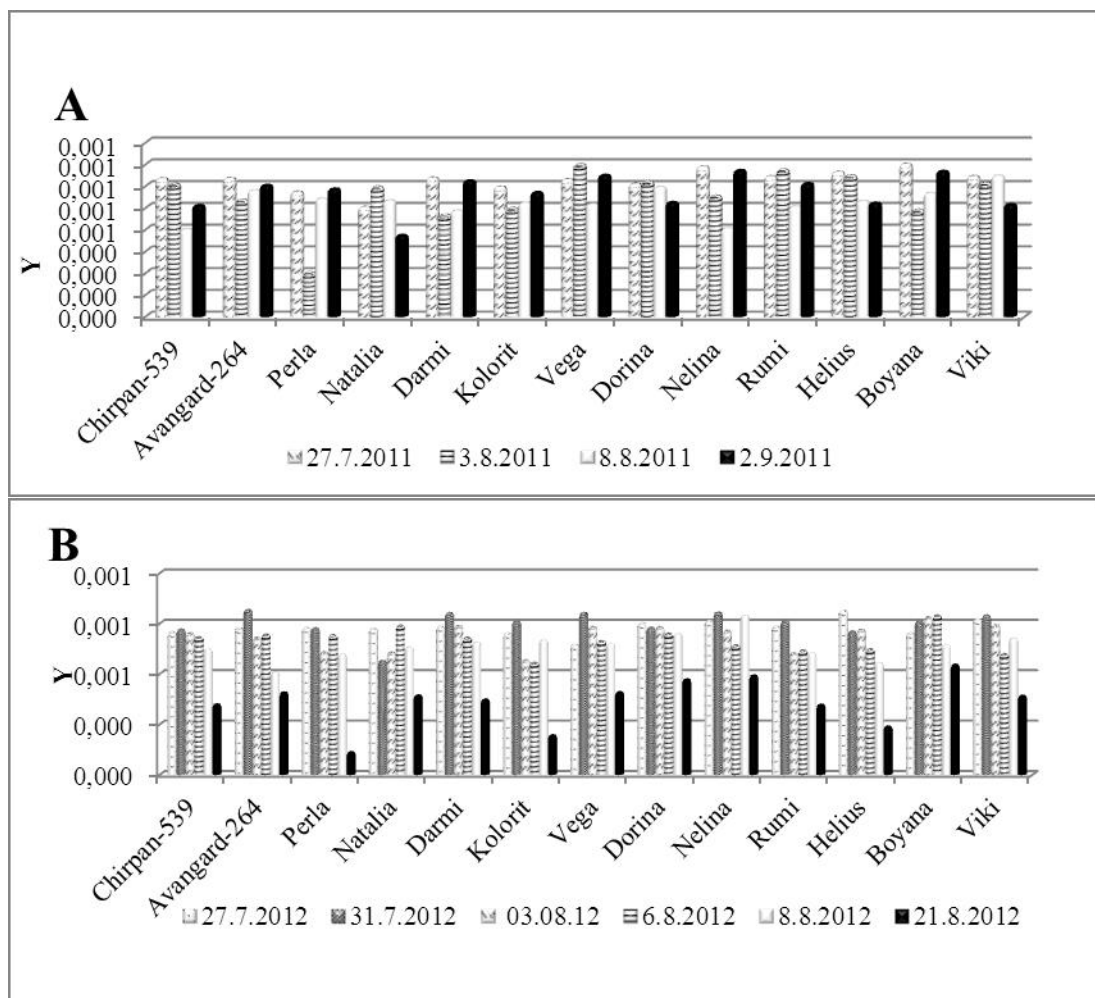 A
0,001
0,001
0,001
0,001
0,001
0,000
0,000
0,000
0,000
Y
Chirpan-539
Avangard-264
Perla
Natalia
Darmi
Kolorit
Vega
Dorina
Nelina
Rumi
Helius
Boyana
Viki
27.7.2011 3.8.2011 8.8.2011 2.9.2011
B
0,001
0,001
0,001
0,000
0,000
Y
Chirpan-539
Avangard-264
Perla
Natalia
Darmi
Kolorit
Vega
Dorina
Nelina
Rumi
Helius
Boyana
Viki
27.7.2012 31.7.2012 03.08.12 6.8.2012 8.8.2012 21.8.2012